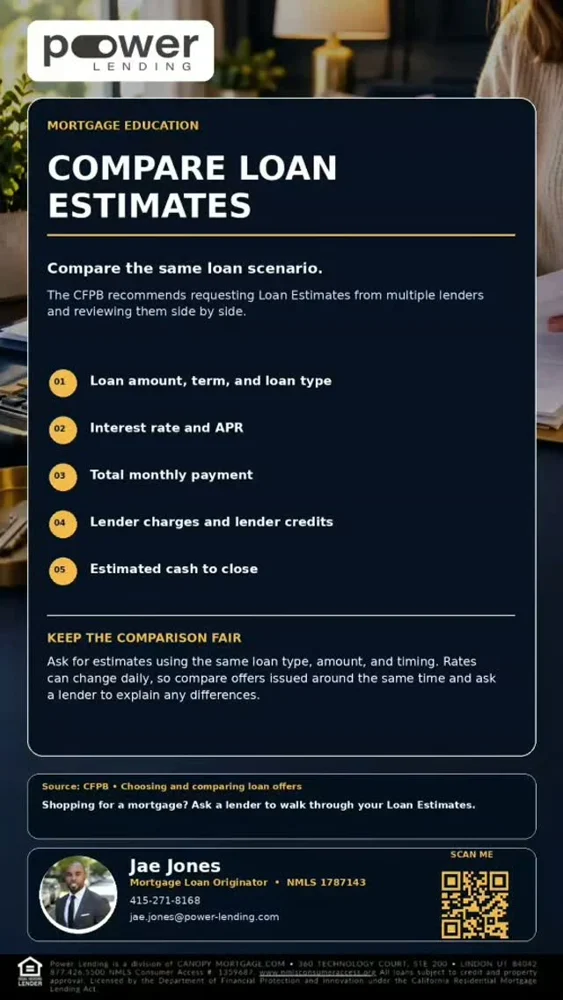 power
LENDING
MORTGAGE EDUCATION
COMPARE LOAN
ESTIMATES
Compare the same loan scenario.
The CFPB recommends requesting Loan Estimates from multiple lenders
and reviewing them side by side.
01 Loan amount, term, and loan type
02 Interest rate and APR
03 Total monthly payment
04 Lender charges and lender credits
05 Estimated cash to close
KEEP THE COMPARISON FAIR
Ask for estimates using the same loan type, amount, and timing. Rates
can change daily, so compare offers issued around the same time and ask
a lender to explain any differences.
Source: CFPB • Choosing and comparing loan offers
Shopping for a mortgage? Ask a lender to walk through your Loan Estimates.
SCAN ME
Jae Jones
Mortgage Loan Originator • NMLS 1787143
415-271-8168
jae.jones@power-lending.com
EQUAL HOUSING
LENDER
Power Lending is a division of CANOPY MORTGAGE.COM • 360 TECHNOLOGY COURT, STE 200 • LINDON UT 84042
877.426.5500 NMLS Consumer Access # 1359687. www.nmlsconsumeraccess.org All loans subject to credit and property
approval. Licensed by the Department of Financial Protection and Innovation under the California Residential Mortgage
Lending Act.